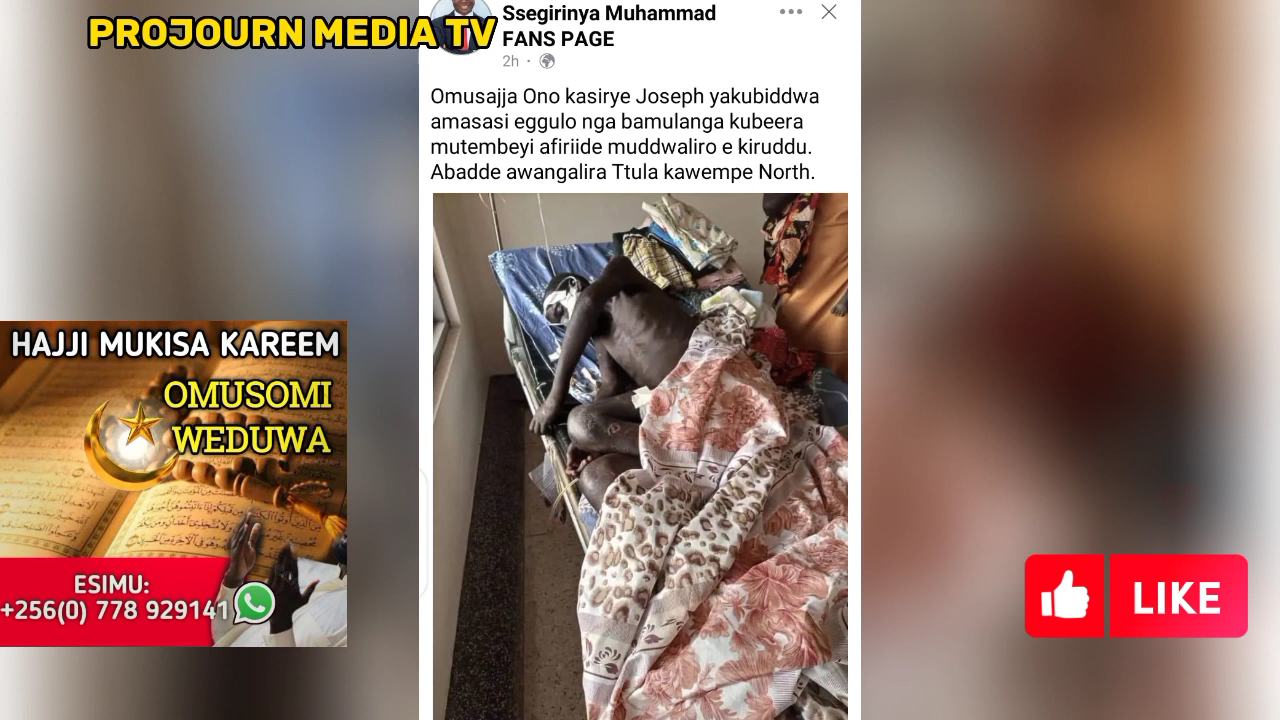 PROJOURN MEDIA TV
Ssegirinya Muhammad
FANS PAGE
2h
Omusajja Ono kasirye Joseph yakubiddwa
amasasi eggulo nga bamulanga kubeera
mutembeyi afiriide muddwaliro e kiruddu.
Abadde awangalira Ttula kawempe North.
HAJJI MUKISA KAREEM
OMUSOMI
WEDUWA
ESIMU:
+256(0) 778 929141
LIKE